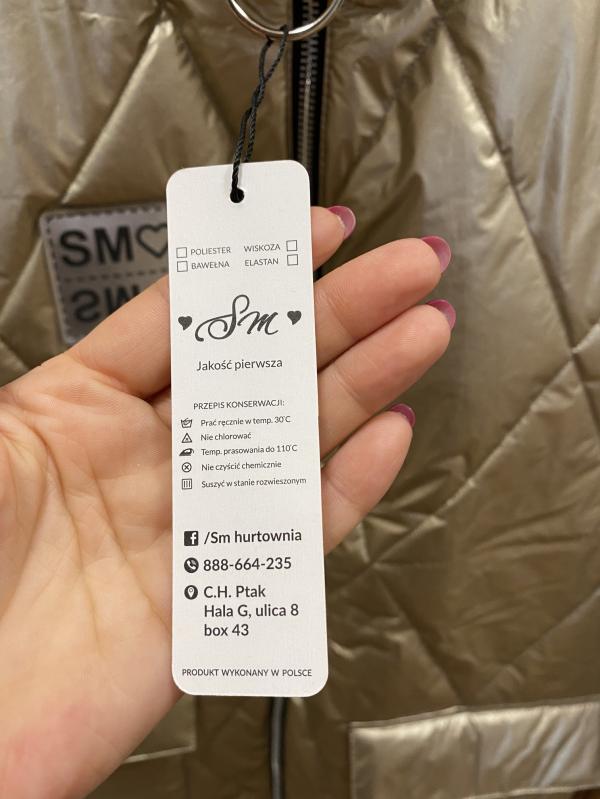 SM
SM
POLIESTER WISKOZA
BAWEŁNA ELASTAN
Sm
Jakość pierwsza
PRZEPIS KONSERWACJI:
Prać ręcznie w temp. 30°C
Nie chlorować
Temp. prasowania do 110°C
Nie czyścić chemicznie
Suszyć w stanie rozwieszonym
/Sm hurtownia
888-664-235
C.H. Ptak
Hala G, ulica 8
box 43
PRODUKT WYKONANY W POLSCE